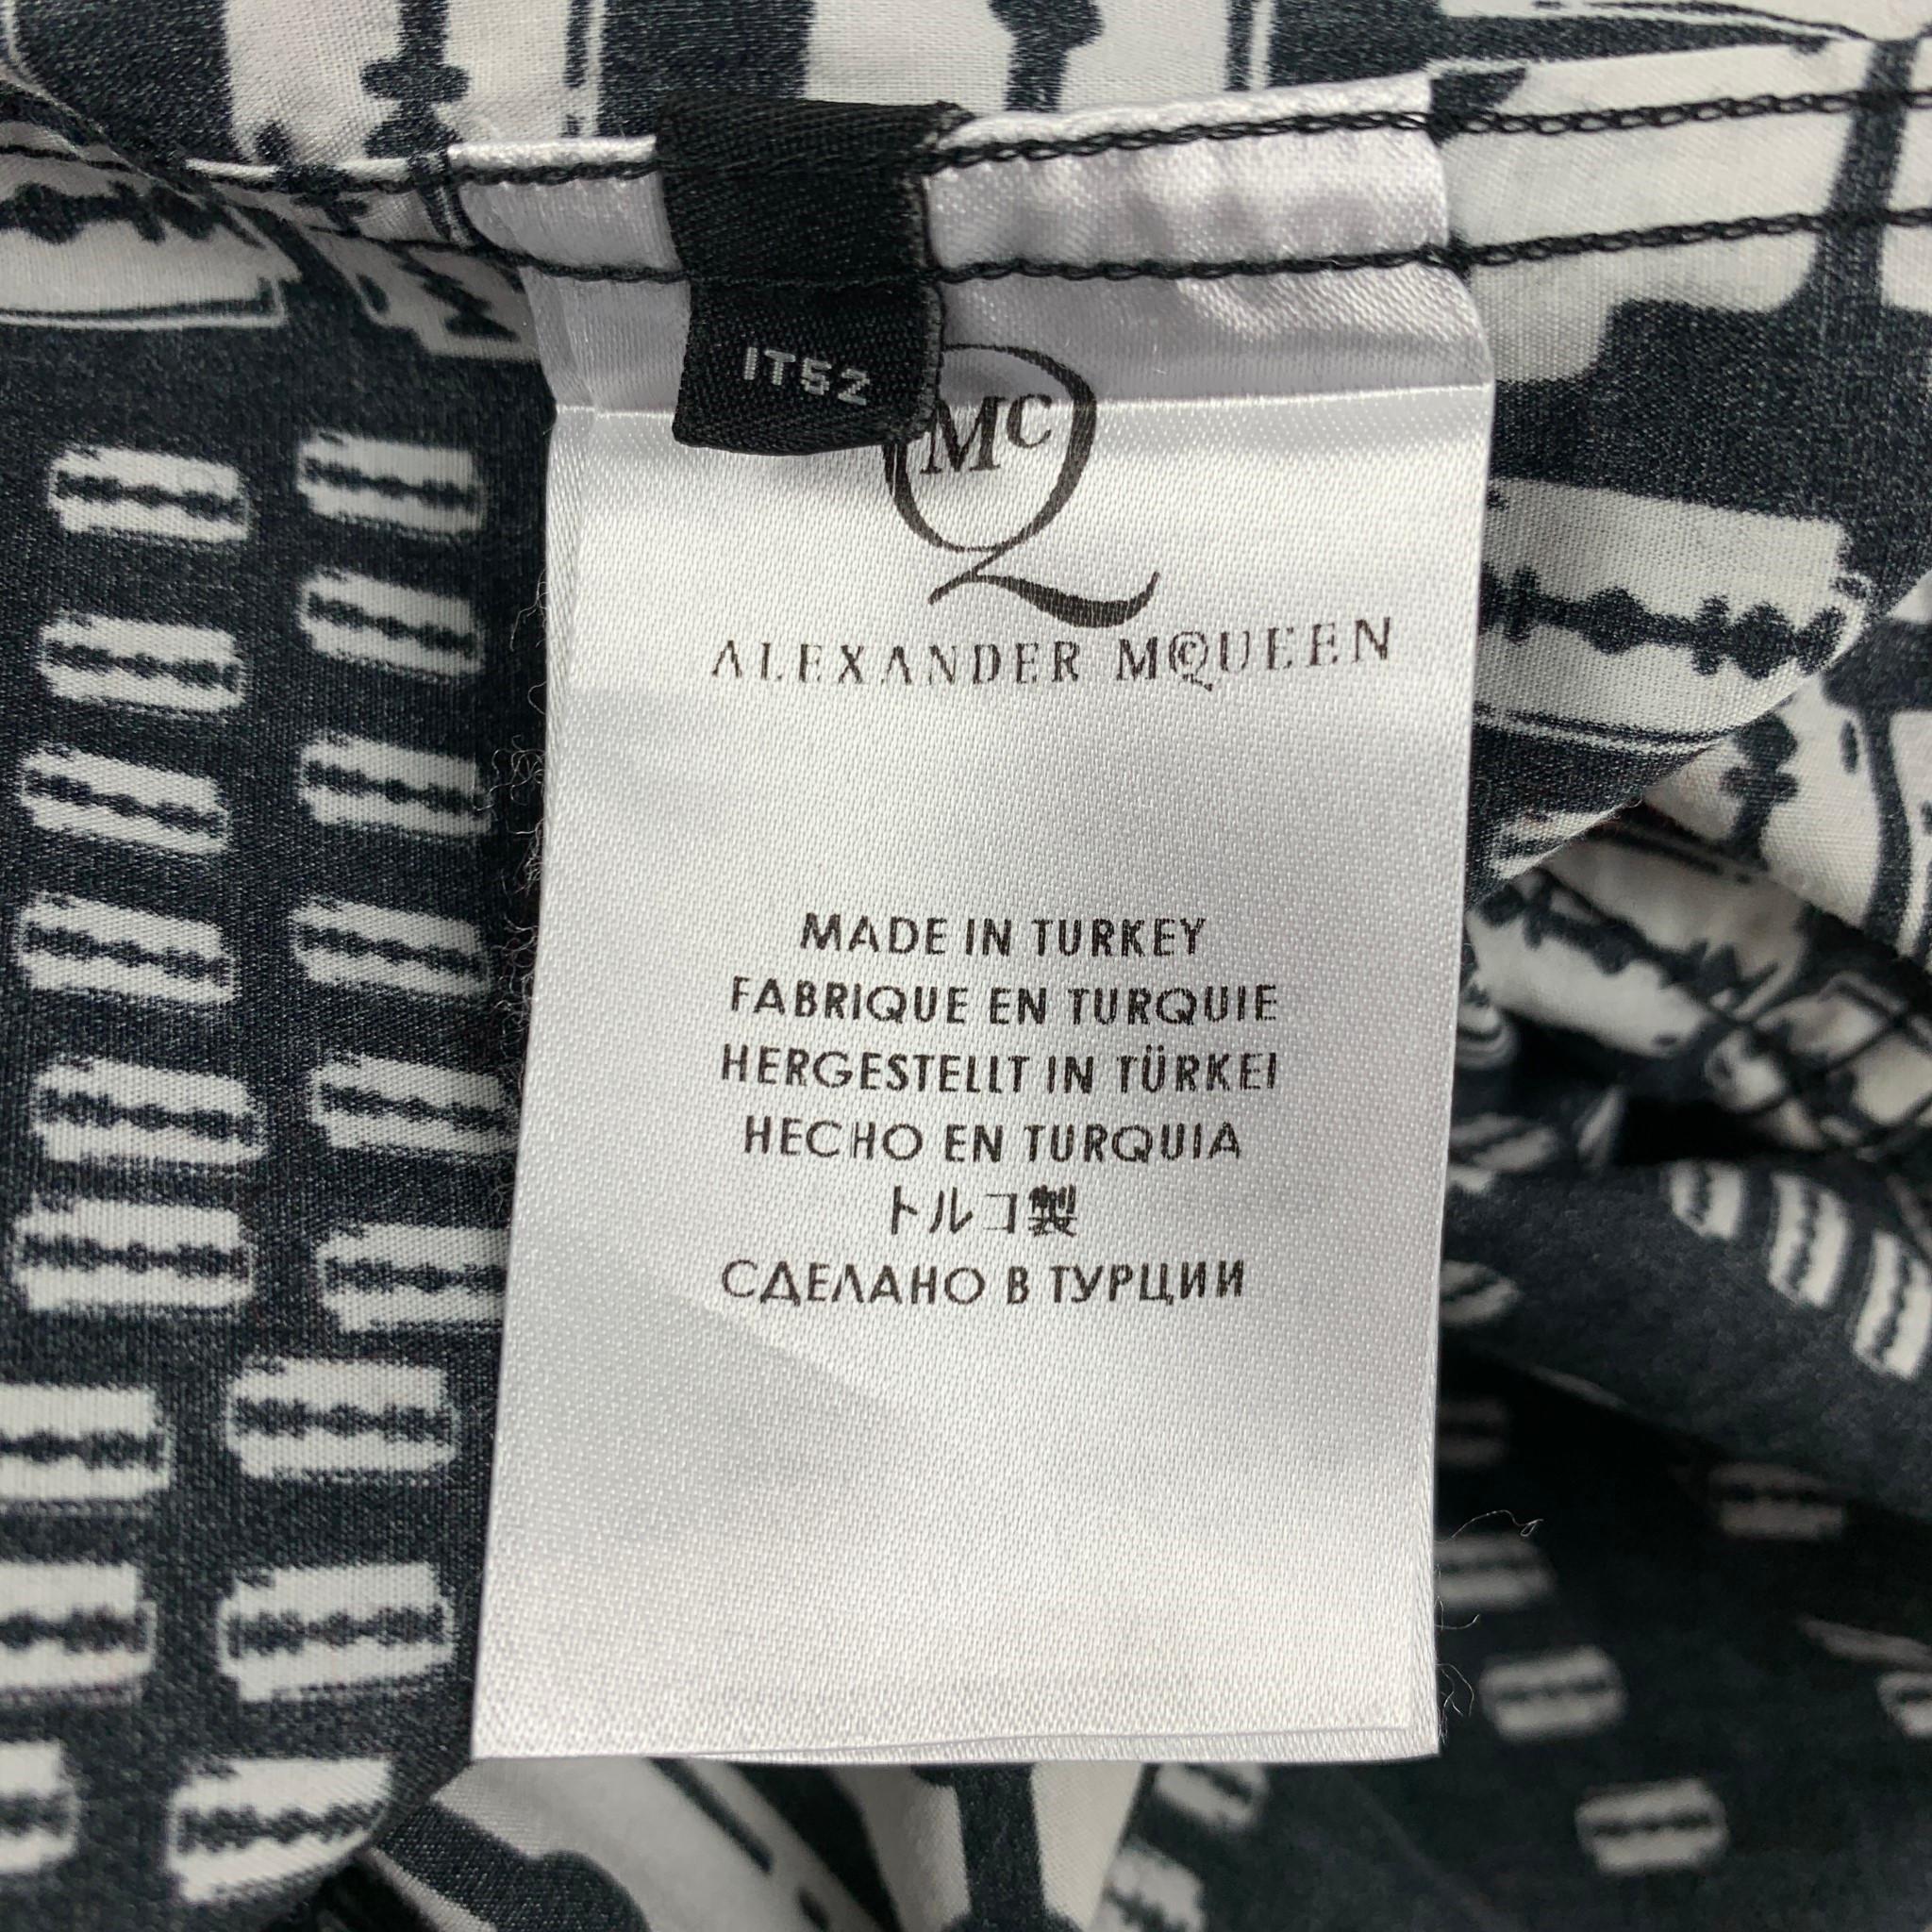 IT52
McQ
ALEXANDER MCQUEEN
MADE IN TURKEY
FABRIQUE EN TURQUIE
HERGESTELLT IN TÜRKEI
HECHO EN TURQUIA
トルコ製
СДЕЛАНО В ТУРЦИИ